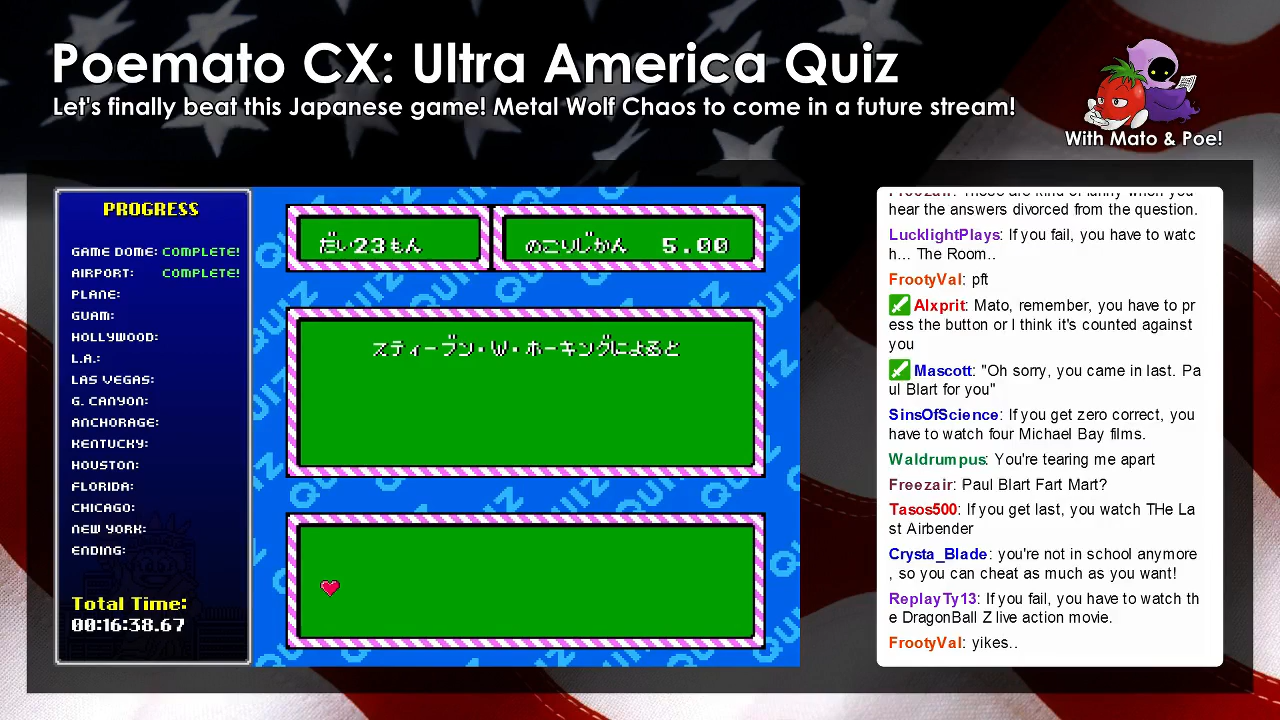 Poemato CX: Ultra America Quiz
Let's finally beat this Japanese game! Metal Wolf Chaos to come in a future stream!
With Mato & Poe!
PROGRESS
GAME DOME: COMPLETE!
AIRPORT: COMPLETE!
PLANE:
GUAM:
HOLLYWOOD:
L.A.:
LAS VEGAS:
G. CANYON:
ANCHORAGE:
KENTUCKY:
HOUSTON:
FLORIDA:
CHICAGO:
NEW YORK:
ENDING:
Total Time:
00:16:38.67
だい23もん
のこりじかん 5.00
スティーブン・W・ホーキングによると
hear the answers divorced from the question.
LucklightPlays: If you fail, you have to watc
h... The Room..
FrootyVal: pft
Alxprit: Mato, remember, you have to pr
ess the button or I think it's counted against
you
Mascott: "Oh sorry, you came in last. Pa
ul Blart for you"
SinsOfScience: If you get zero correct, you
have to watch four Michael Bay films.
Waldrumpus: You're tearing me apart
Freezair: Paul Blart Fart Mart?
Tasos500: If you get last, you watch THe La
st Airbender
Crysta_Blade: you're not in school anymore
, so you can cheat as much as you want!
ReplayTy13: If you fail, you have to watch th
e DragonBall Z live action movie.
FrootyVal: yikes..